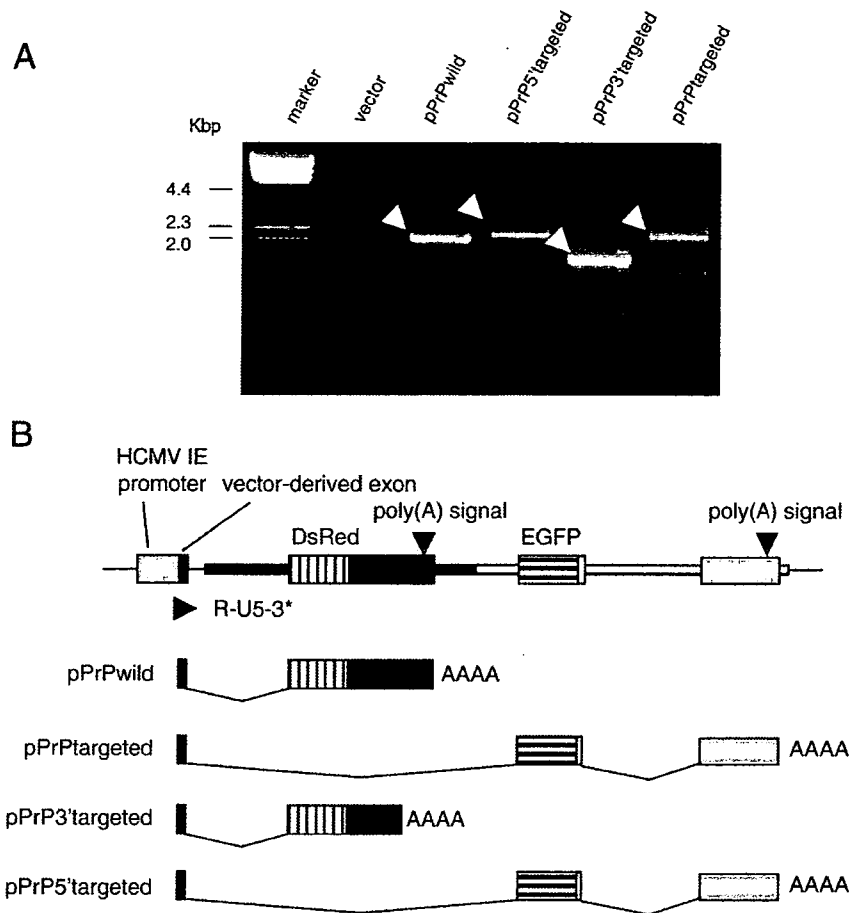 A
marker
vector
pPrPwild
pPrP5'targeted
pPrP3'targeted
pPrPtargeted
Kbp
4.4
2.3
2.0
B
HCMV IE
promoter
vector-derived exon
poly(A) signal
poly(A) signal
DsRed
EGFP
R-U5-3*
pPrPwild
AAAA
pPrPtargeted
AAAA
pPrP3'targeted
AAAA
pPrP5'targeted
AAAA